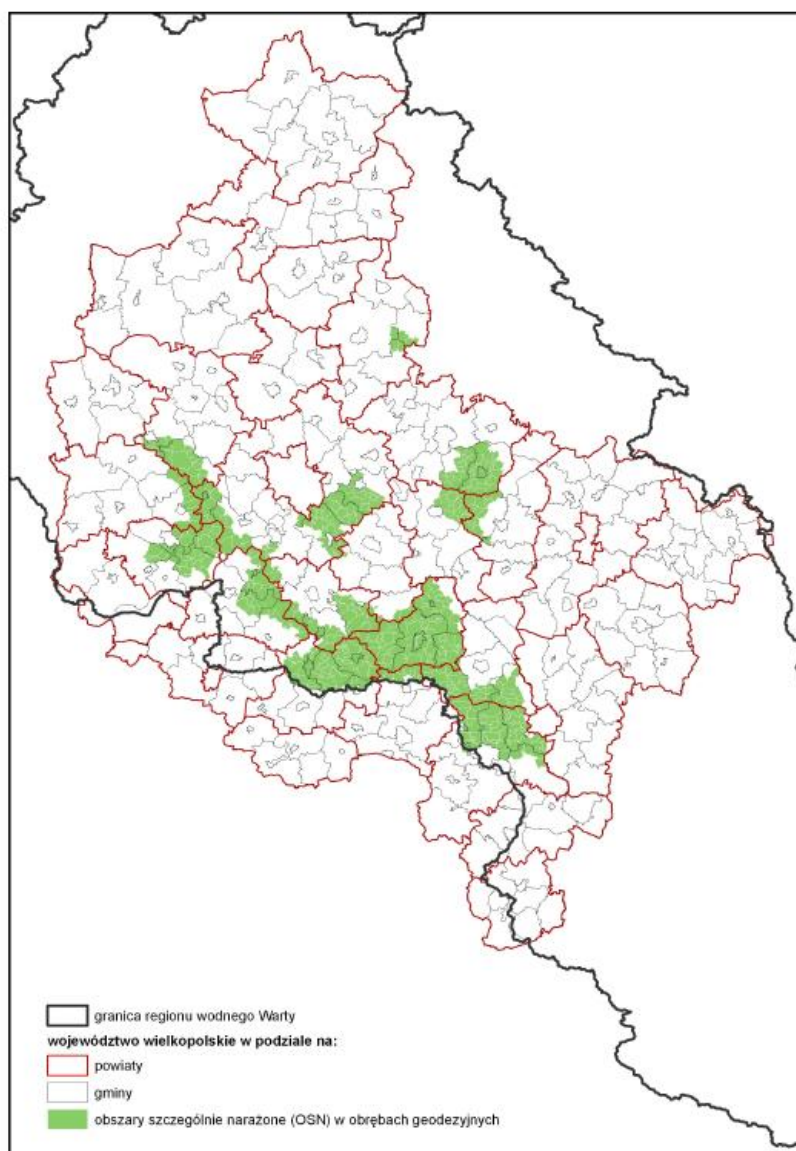 granica regionu wodnego Warty
województwo wielkopolskie w podziale na:
powiaty
gminy
obszary szczególnie narażone (OSN) w obrębach geodezyjnych